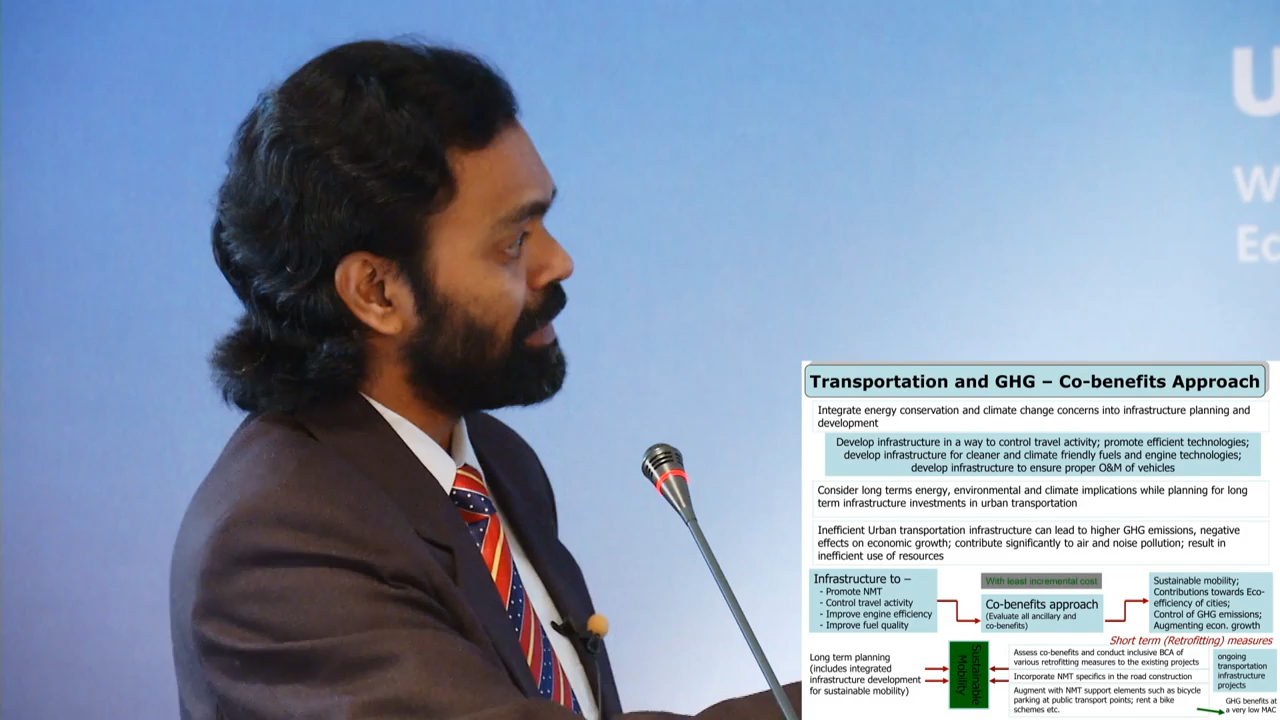 U
W
Ec
Transportation and GHG – Co-benefits Approach
Integrate energy conservation and climate change concerns into infrastructure planning and
development
Develop infrastructure in a way to control travel activity; promote efficient technologies;
develop infrastructure for cleaner and climate friendly fuels and engine technologies;
develop infrastructure to ensure proper O&M of vehicles
Consider long terms energy, environmental and climate implications while planning for long
term infrastructure investments in urban transportation
Inefficient Urban transportation infrastructure can lead to higher GHG emissions, negative
effects on economic growth; contribute significantly to air and noise pollution; result in
inefficient use of resources
Infrastructure to –
- Promote NMT
- Control travel activity
- Improve engine efficiency
- Improve fuel quality
With least incremental cost
Co-benefits approach
(Evaluate all ancillary and
co-benefits)
Sustainable mobility;
Contributions towards Eco-
efficiency of cities;
Control of GHG emissions;
Augmenting econ. growth
Short term (Retrofitting) measures
Long term planning
(includes integrated
infrastructure development
for sustainable mobility)
Sustainable
Mobility
Assess co-benefits and conduct inclusive BCA of
various retrofitting measures to the existing projects
Incorporate NMT specifics in the road construction
Augment with NMT support elements such as bicycle
parking at public transport points; rent a bike
schemes etc.
ongoing
transportation
infrastructure
projects
GHG benefits at
a very low MAC